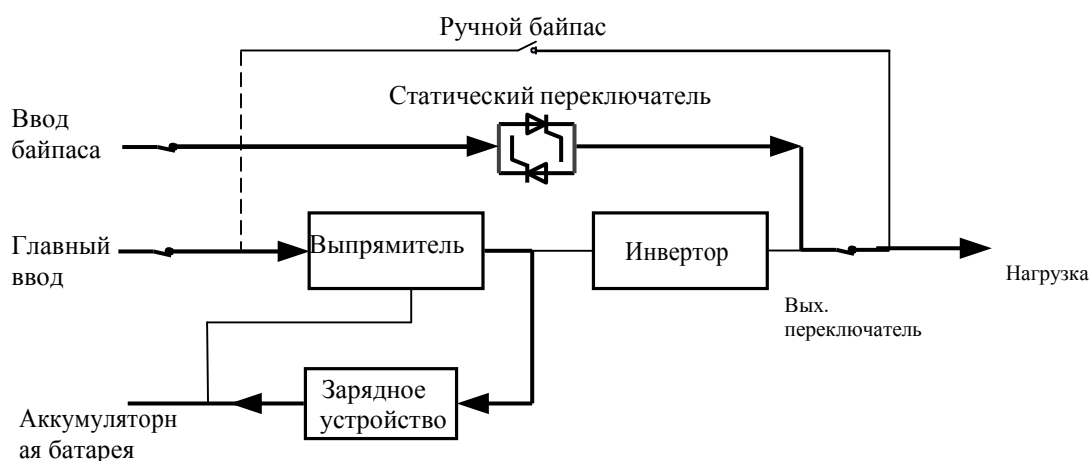 Ручной байпас
Статический переключатель
Ввод
байпаса
Главный
ввод
Выпрямитель
Инвертор
Нагрузка
Вых.
переключатель
Зарядное
устройство
Аккумуляторн
ая батарея